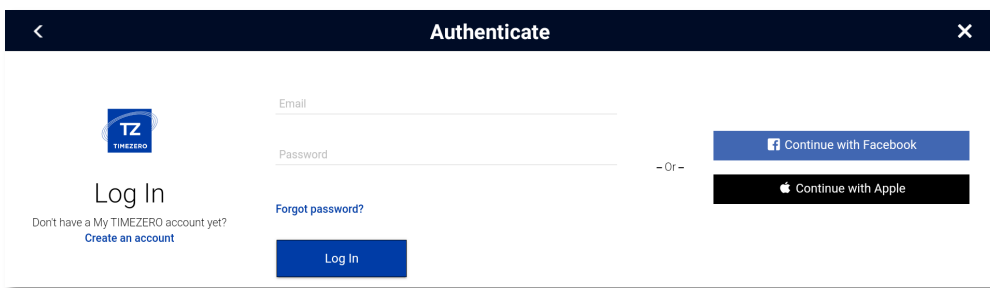 Authenticate
TZ
TIMEZERO
Log In
Don't have a My TIMEZERO account yet?
Create an account
Email
Password
Forgot password?
Log In
– Or –
Continue with Facebook
Continue with Apple